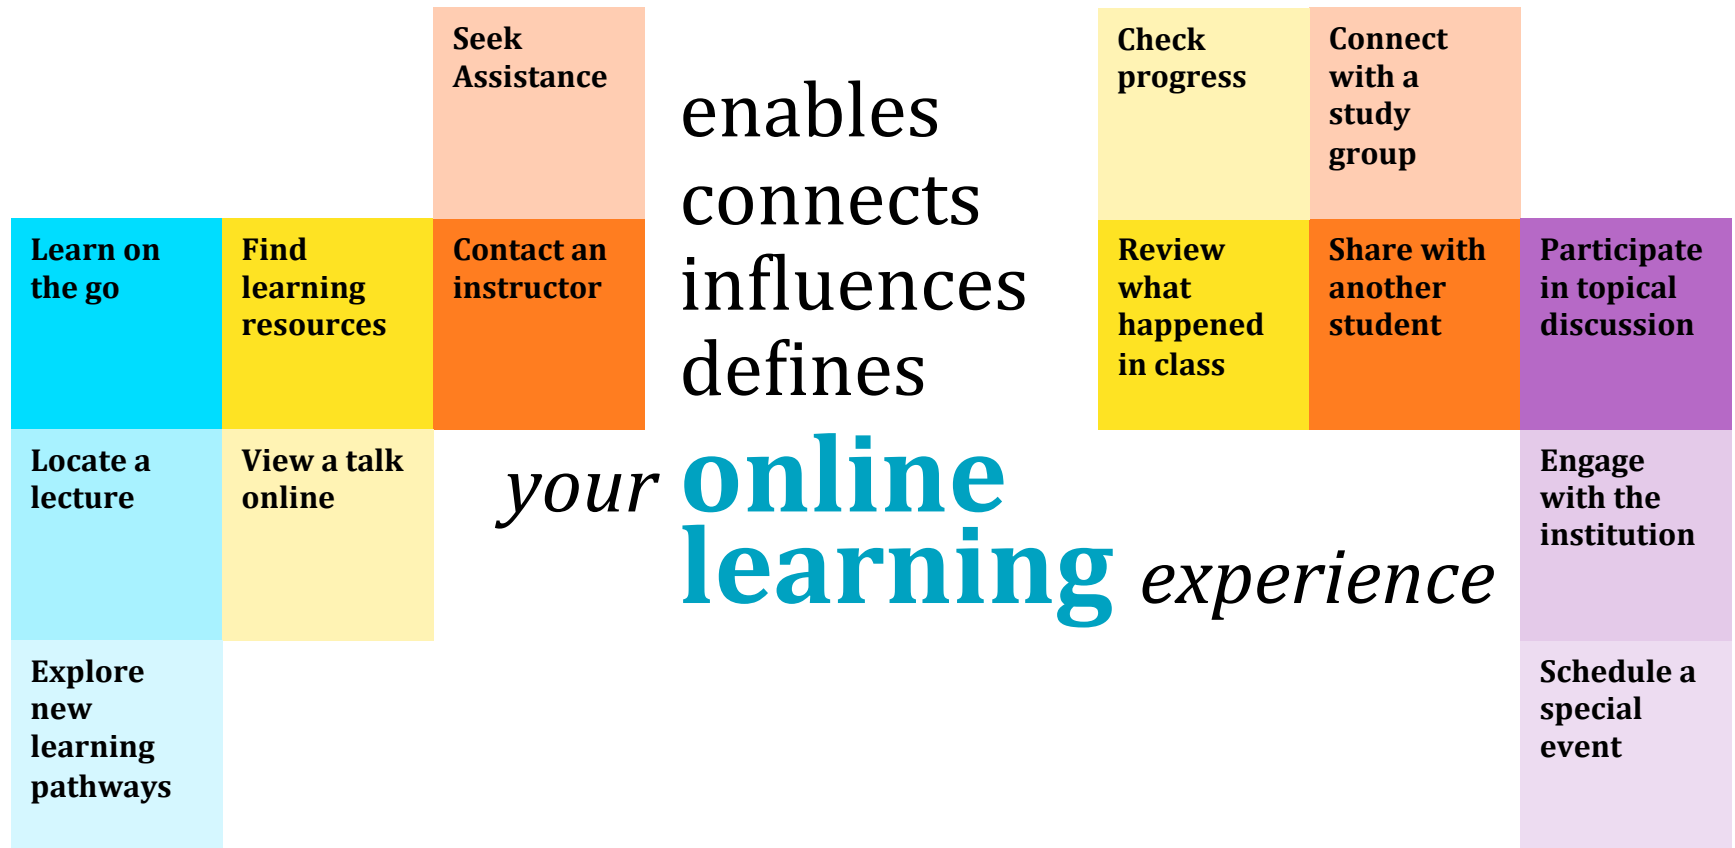 Seek
Assistance
Learn on
the go
Find
learning
resources
Contact an
instructor
Locate a
lecture
View a talk
online
Explore
new
learning
pathways
enables
connects
influences
defines
your online
learning experience
Check
progress
Connect
with a
study
group
Review
what
happened
in class
Share with
another
student
Participate
in topical
discussion
Engage
with the
institution
Schedule a
special
event